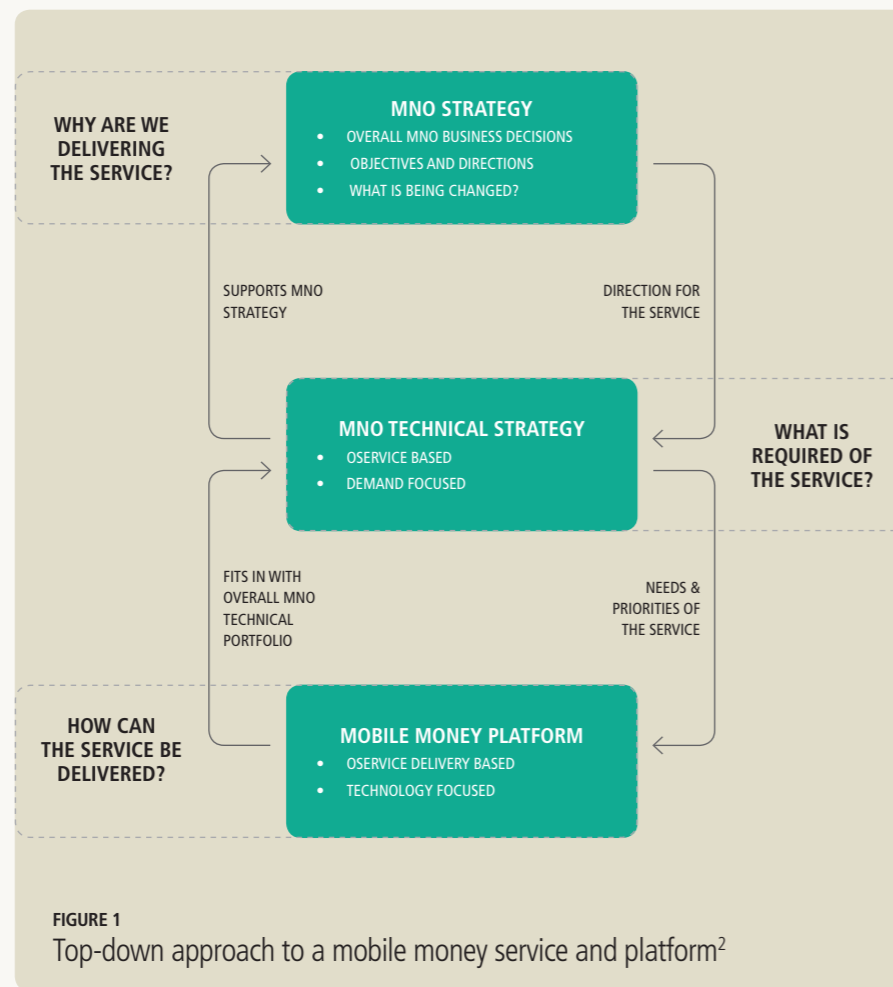 WHY ARE WE
DELIVERING
THE SERVICE?
MNO STRATEGY
• OVERALL MNO BUSINESS DECISIONS
• OBJECTIVES AND DIRECTIONS
• WHAT IS BEING CHANGED?
SUPPORTS MNO
STRATEGY
DIRECTION FOR
THE SERVICE
MNO TECHNICAL STRATEGY
• OSERVICE BASED
• DEMAND FOCUSED
WHAT IS
REQUIRED OF
THE SERVICE?
FITS IN WITH
OVERALL MNO
TECHNICAL
PORTFOLIO
NEEDS &
PRIORITIES OF
THE SERVICE
HOW CAN
THE SERVICE BE
DELIVERED?
MOBILE MONEY PLATFORM
• OSERVICE DELIVERY BASED
• TECHNOLOGY FOCUSED
FIGURE 1
Top-down approach to a mobile money service and platform²